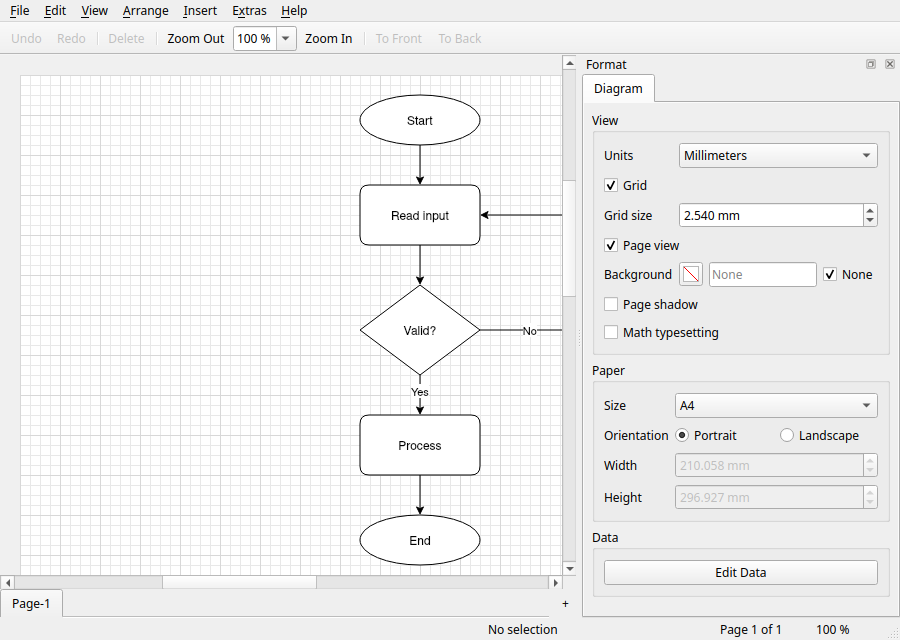 File Edit View Arrange Insert Extras Help
Undo Redo Delete Zoom Out 100 % Zoom In To Front To Back
Start
Read input
Valid?
No
Yes
Process
End
Format
Diagram
View
Units Millimeters
Grid
Grid size 2.540 mm
Page view
Background None None
Page shadow
Math typesetting
Paper
Size A4
Orientation Portrait Landscape
Width 210.058 mm
Height 296.927 mm
Data
Edit Data
Page-1 +
No selection Page 1 of 1 100 %